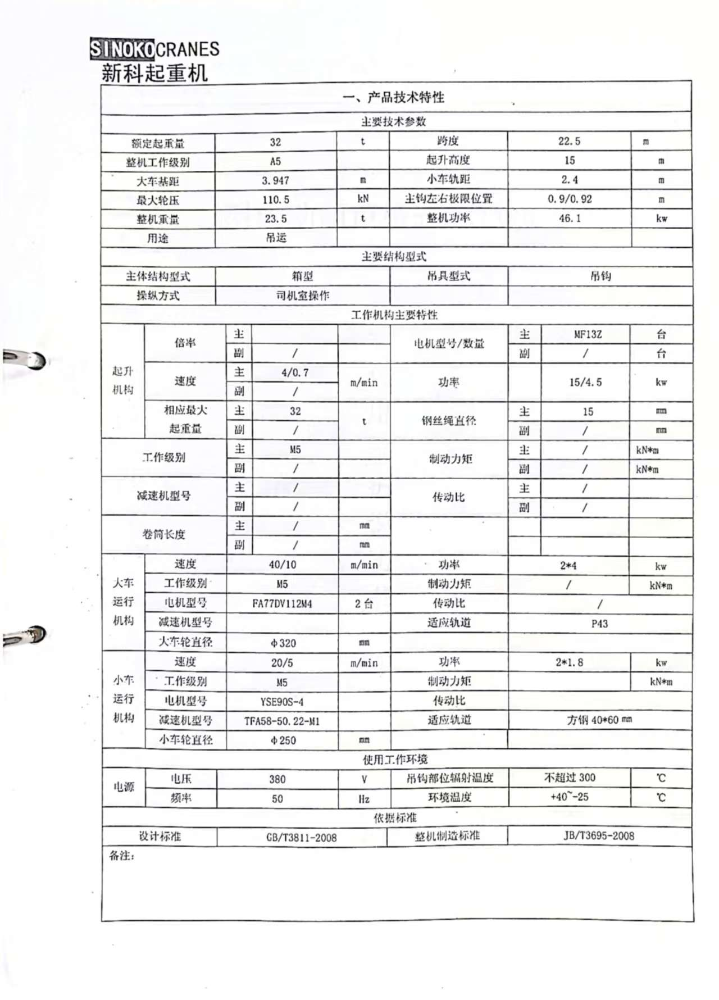 SINOKOCRANES
新科起重机
一、产品技术特性
主要技术参数
额定起重量 32 t 跨度 22.5 m
整机工作级别 A5 起升高度 15 m
大车基距 3.947 m 小车轨距 2.4 m
最大轮压 110.5 kN 主钩左右极限位置 0.9/0.92 m
整机重量 23.5 t 整机功率 46.1 kw
用途 吊运
主要结构型式
主体结构型式 箱型 吊具型式 吊钩
操纵方式 司机室操作
工作机构主要特性
起升机构
倍率 主 电机型号/数量 主 MF13Z 台
副 / 副 / 台
速度 主 4/0.7 m/min 功率 15/4.5 kw
副 /
相应最大起重量 主 32 t 钢丝绳直径 主 15 mm
副 / 副 / mm
工作级别 主 M5 制动力矩 主 / kN*m
副 / 副 / kN*m
减速机型号 主 / 传动比 主 /
副 / 副 /
卷筒长度 主 / mm
副 / mm
大车运行机构
速度 40/10 m/min 功率 2*4 kw
工作级别 M5 制动力矩 / kN*m
电机型号 FA77DV112M4 2台 传动比 /
减速机型号 适应轨道 P43
大车轮直径 φ320 mm
小车运行机构
速度 20/5 m/min 功率 2*1.8 kw
工作级别 M5 制动力矩 kN*m
电机型号 YSE90S-4 传动比
减速机型号 TFA58-50.22-M1 适应轨道 方钢40*60mm
小车轮直径 φ250 mm
使用工作环境
电源
电压 380 V 吊钩部位辐射温度 不超过300 ℃
频率 50 Hz 环境温度 +40~-25 ℃
依据标准
设计标准 GB/T3811-2008 整机制造标准 JB/T3695-2008
备注: